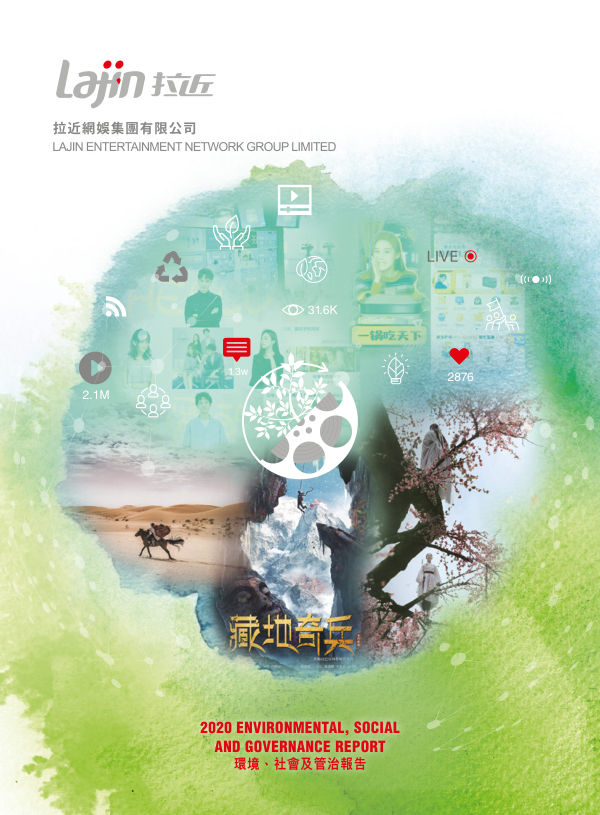 Lajin 拉近
拉近網娛集團有限公司
LAJIN ENTERTAINMENT NETWORK GROUP LIMITED
LIVE
31.6K
一锅吃天下
13w
2876
2.1M
藏地奇兵
2020 ENVIRONMENTAL, SOCIAL
AND GOVERNANCE REPORT
環境、社會及管治報告